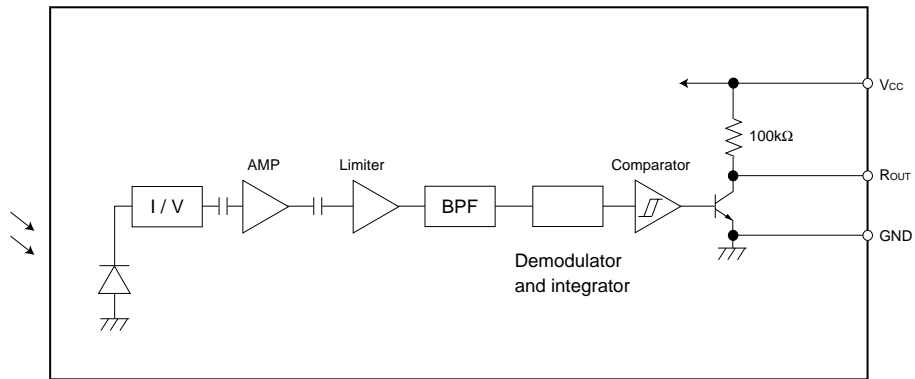 Vcc
100kΩ
AMP
Limiter
Comparator
ROUT
I / V
BPF
GND
Demodulator
and integrator